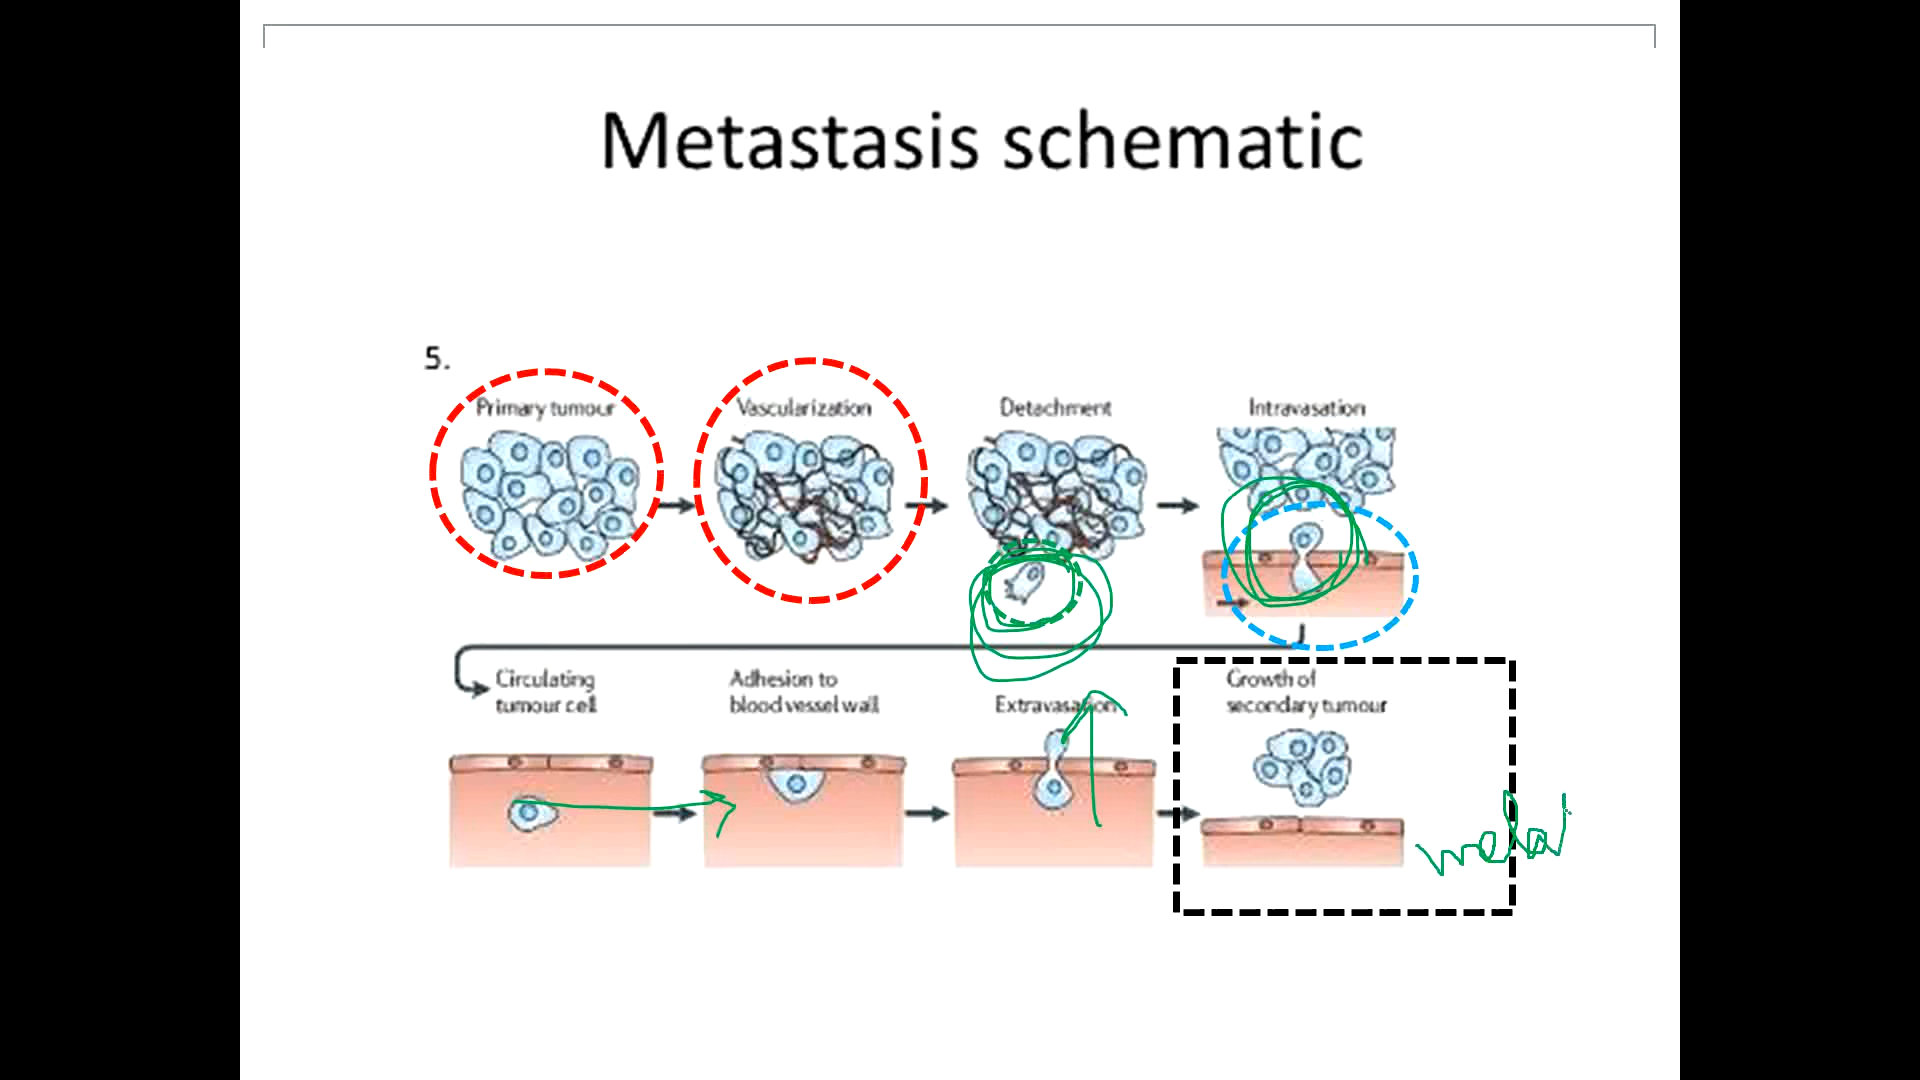 Metastasis schematic
5.
Primary tumour
Vascularization
Detachment
Intravasation
Circulating
tumour cell
Adhesion to
blood vessel wall
Extravasation
Growth of
secondary tumour